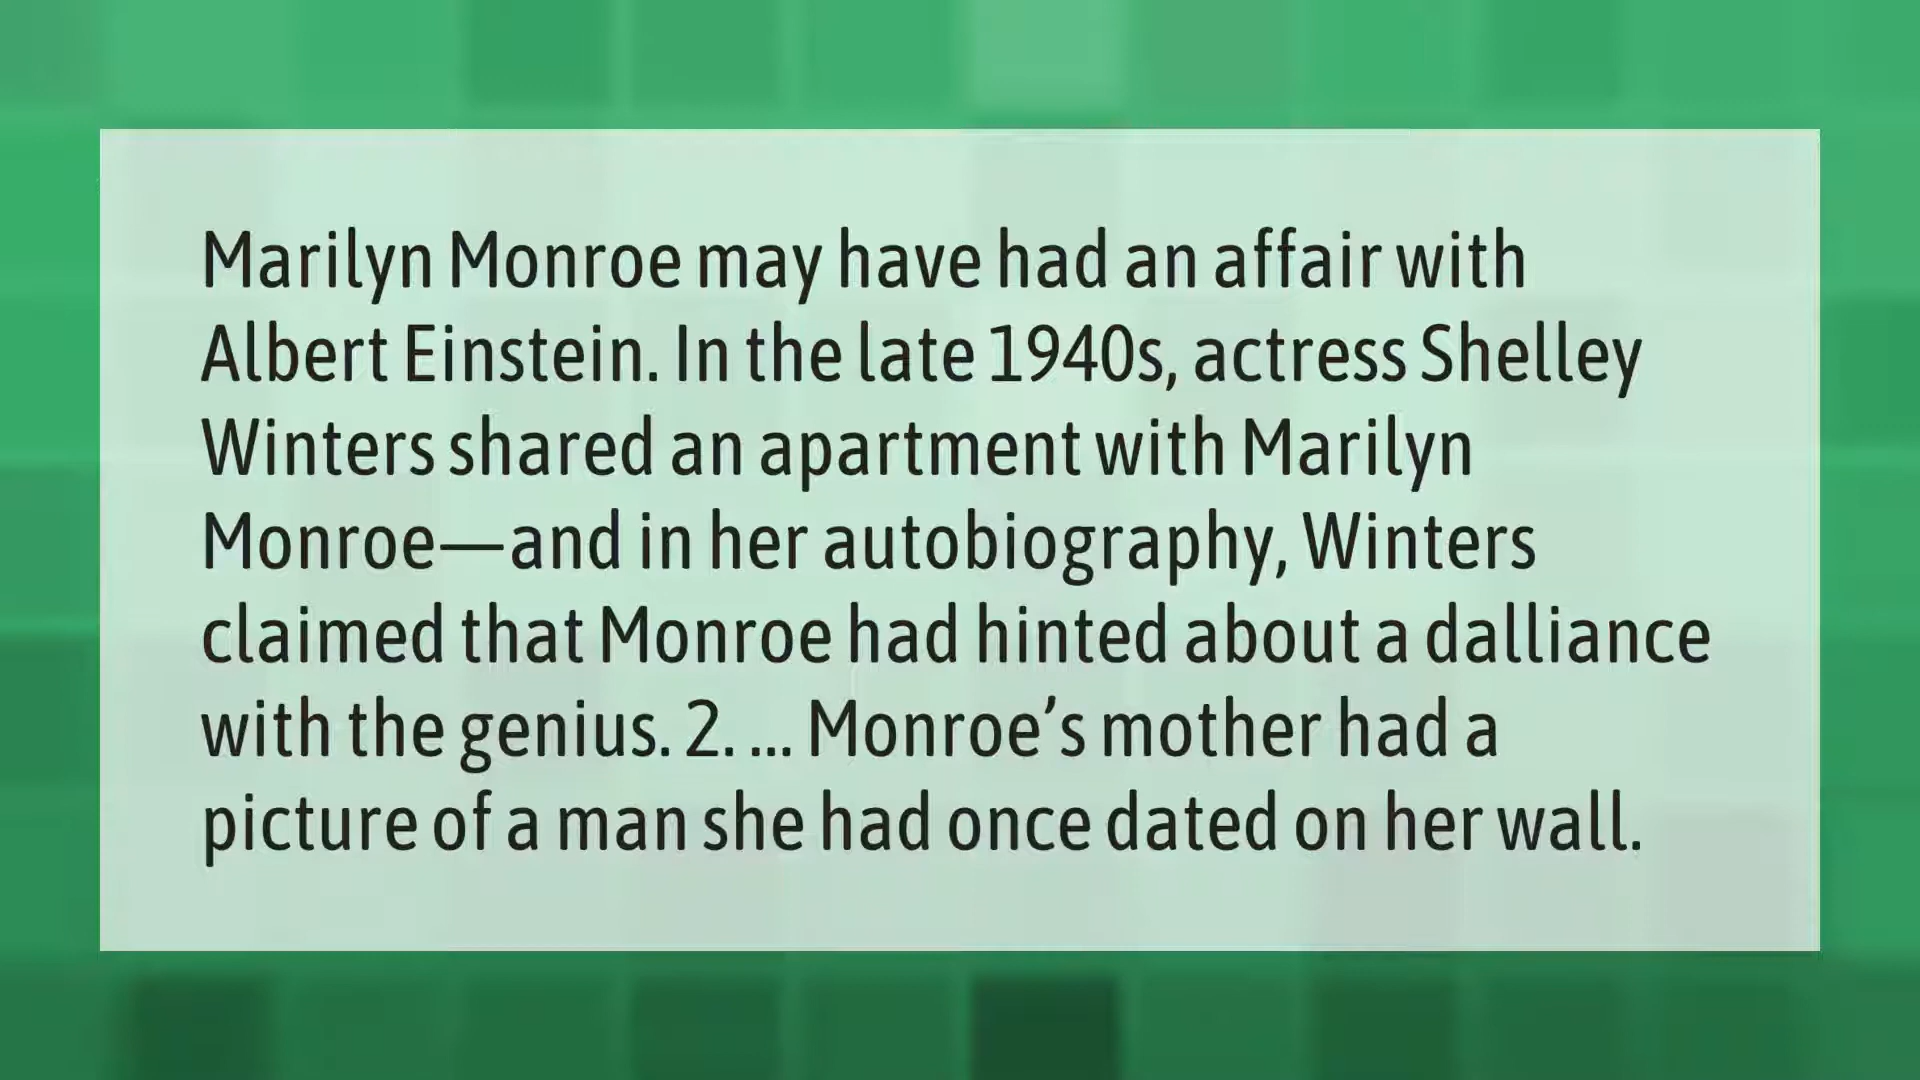 Marilyn Monroe may have had an affair with
Albert Einstein. In the late 1940s, actress Shelley
Winters shared an apartment with Marilyn
Monroe—and in her autobiography, Winters
claimed that Monroe had hinted about a dalliance
with the genius. 2. ... Monroe’s mother had a
picture of a man she had once dated on her wall.